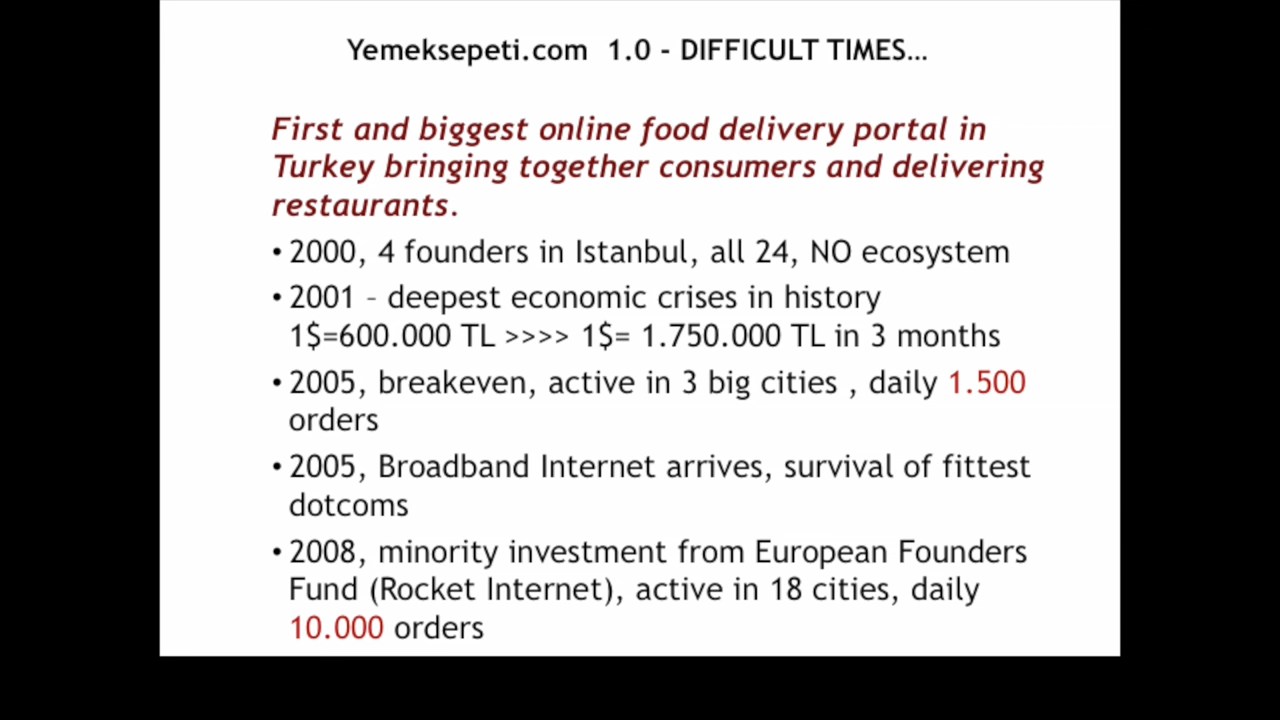 Yemeksepeti.com 1.0 - DIFFICULT TIMES…
First and biggest online food delivery portal in
Turkey bringing together consumers and delivering
restaurants.
• 2000, 4 founders in Istanbul, all 24, NO ecosystem
• 2001 – deepest economic crises in history
1$=600.000 TL >>>> 1$= 1.750.000 TL in 3 months
• 2005, breakeven, active in 3 big cities , daily 1.500
orders
• 2005, Broadband Internet arrives, survival of fittest
dotcoms
• 2008, minority investment from European Founders
Fund (Rocket Internet), active in 18 cities, daily
10.000 orders